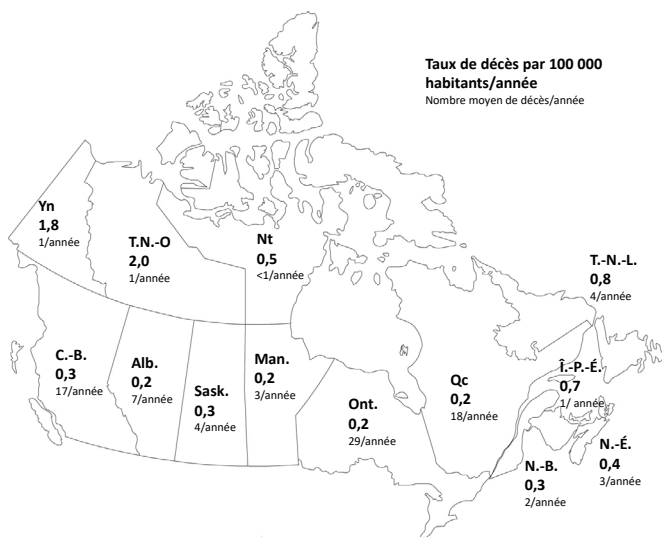 Taux de décès par 100 000
habitants/année
Nombre moyen de décès/année
Yn
1,8
1/année
T.N.-O
2,0
1/année
Nt
0,5
<1/année
T.-N.-L.
0,8
4/année
C.-B.
0,3
17/année
Alb.
0,2
7/année
Sask.
0,3
4/année
Man.
0,2
3/année
Ont.
0,2
29/année
Qc
0,2
18/année
Î.-P.-É.
0,7
1/ année
N.-B.
0,3
2/année
N.-É.
0,4
3/année